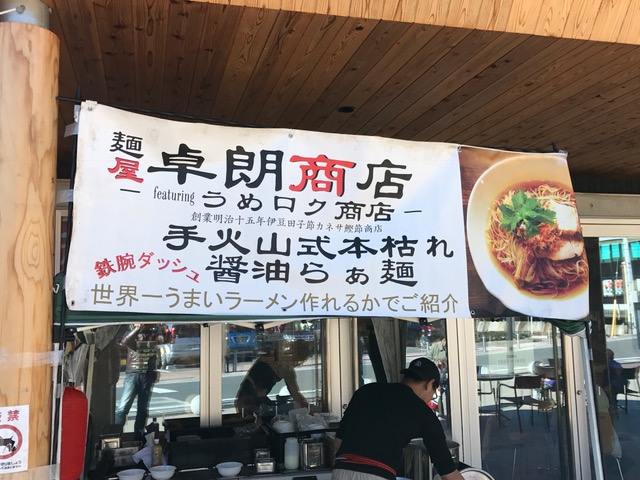 麺屋 卓朗商店
― featuring うめロク商店 ―
創業明治十五年伊豆田子節カネサ鰹節商店
手火山式本枯れ
醤油らぁ麺
鉄腕ダッシュ
世界一うまいラーメン作れるかでご紹介
禁